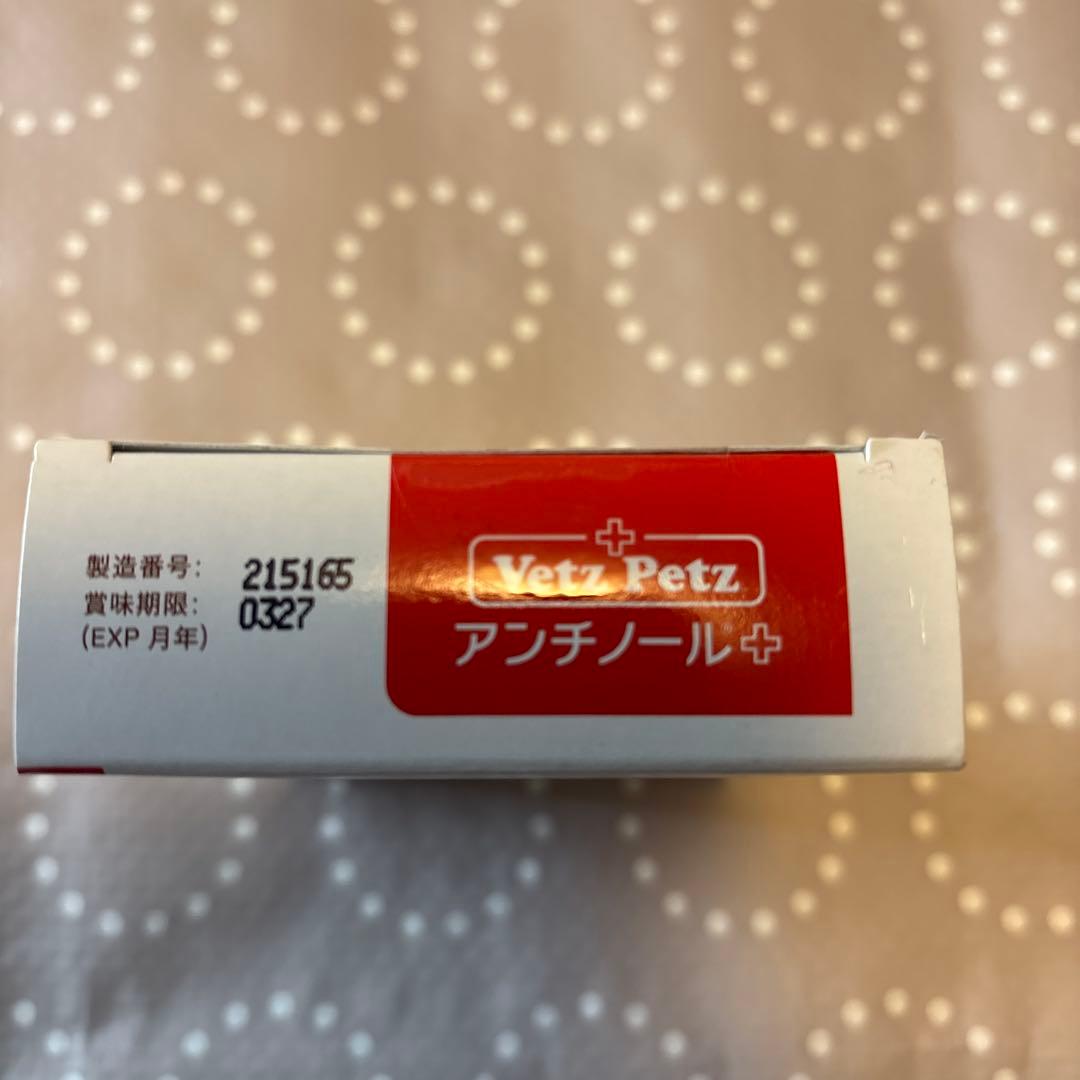 製造番号: 215165
賞味期限: 0327
(EXP 月年)
Vetz Petz
アンチノール